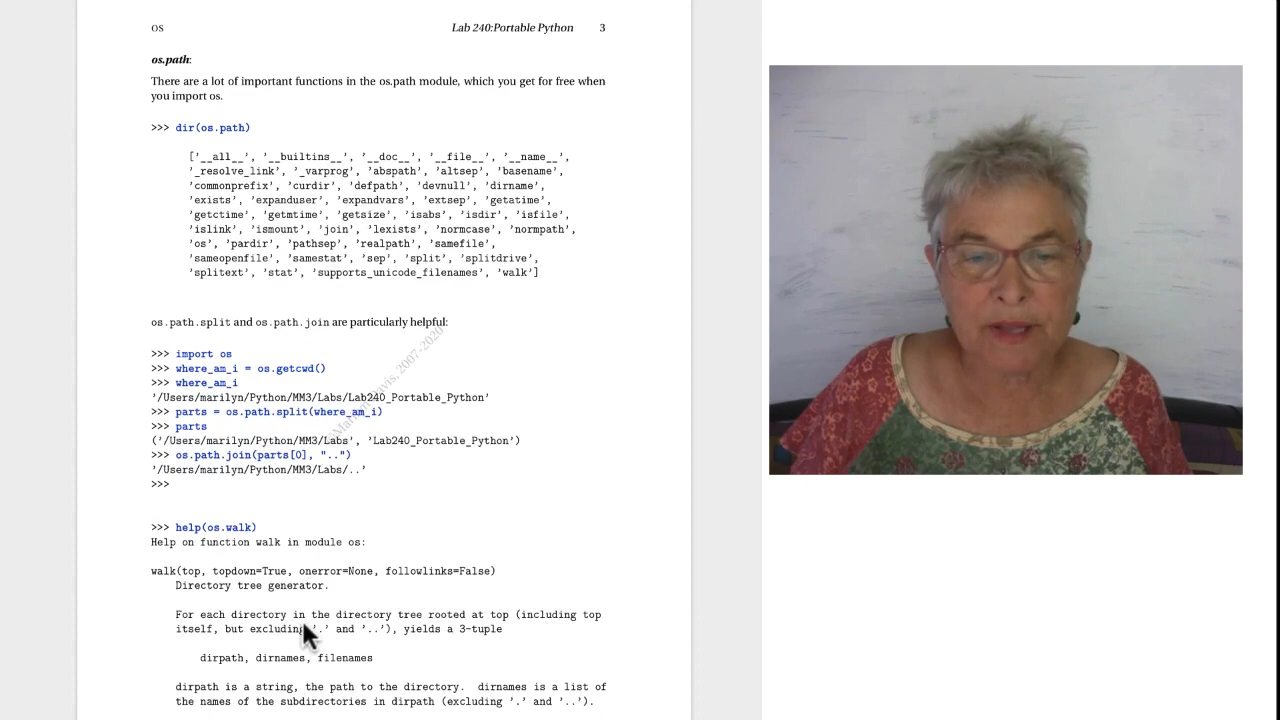 OS Lab 240:Portable Python 3
os.path:
There are a lot of important functions in the os.path module, which you get for free when
you import os.
>>> dir(os.path)
['__all__', '__builtins__', '__doc__', '__file__', '__name__',
'_resolve_link', '_varprog', 'abspath', 'altsep', 'basename',
'commonprefix', 'curdir', 'defpath', 'devnull', 'dirname',
'exists', 'expanduser', 'expandvars', 'extsep', 'getatime',
'getctime', 'getmtime', 'getsize', 'isabs', 'isdir', 'isfile',
'islink', 'ismount', 'join', 'lexists', 'normcase', 'normpath',
'os', 'pardir', 'pathsep', 'realpath', 'samefile',
'sameopenfile', 'samestat', 'sep', 'split', 'splitdrive',
'splitext', 'stat', 'supports_unicode_filenames', 'walk']
os.path.split and os.path.join are particularly helpful:
>>> import os
>>> where_am_i = os.getcwd()
>>> where_am_i
'/Users/marilyn/Python/MM3/Labs/Lab240_Portable_Python'
>>> parts = os.path.split(where_am_i)
>>> parts
('/Users/marilyn/Python/MM3/Labs', 'Lab240_Portable_Python')
>>> os.path.join(parts[0], "..")
'/Users/marilyn/Python/MM3/Labs/..'
>>>
>>> help(os.walk)
Help on function walk in module os:
walk(top, topdown=True, onerror=None, followlinks=False)
Directory tree generator.
For each directory in the directory tree rooted at top (including top
itself, but excluding '.' and '..'), yields a 3-tuple
dirpath, dirnames, filenames
dirpath is a string, the path to the directory. dirnames is a list of
the names of the subdirectories in dirpath (excluding '.' and '..').